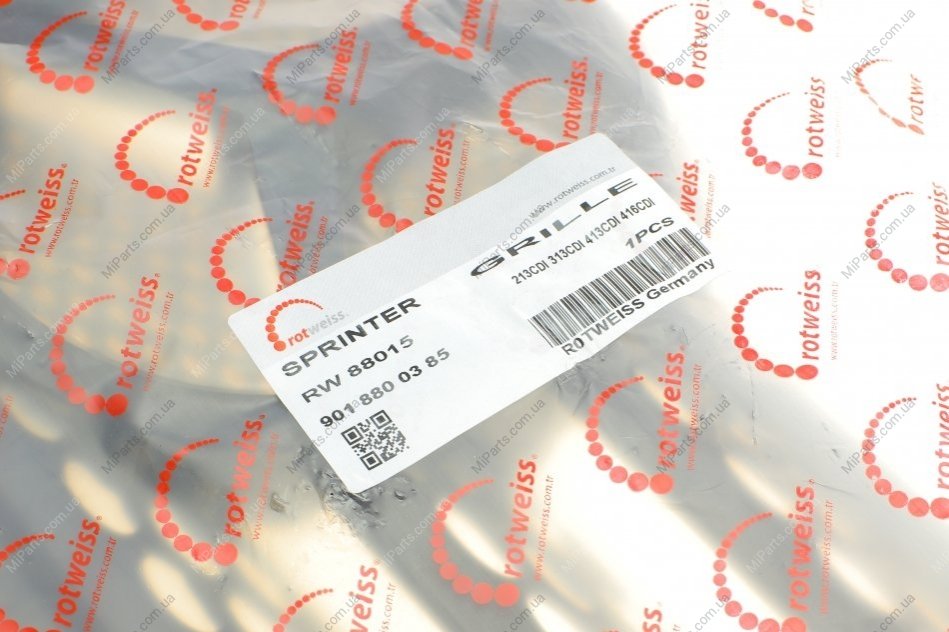 www.rotweiss.com.tr
GRILLE
213CDI 313CDI 413CDI 416CDI
1PCS
ROTWEISS Germany
rotweiss®
SPRINTER
RW 88015
901 880 03 85
rotweiss®
www.rotweiss.com.tr
MiParts.com.ua